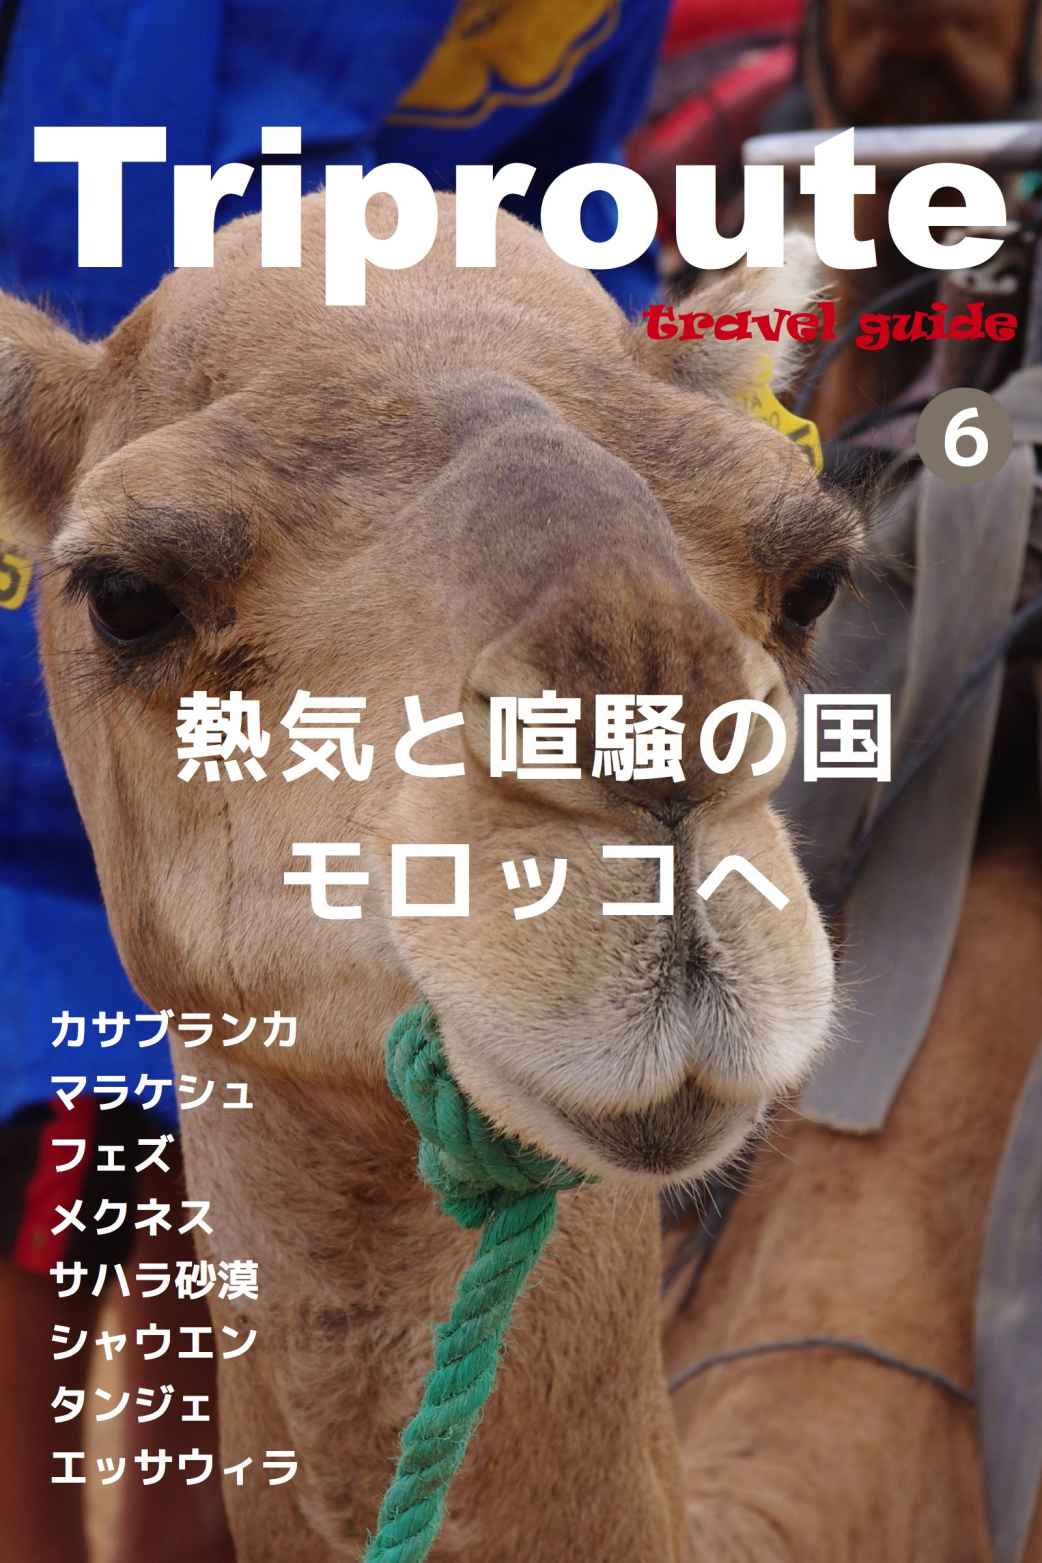 Triproute
travel guide
6
熱気と喧騒の国
モロッコへ
カサブランカ
マラケシュ
フェズ
メクネス
サハラ砂漠
シャウエン
タンジェ
エッサウィラ